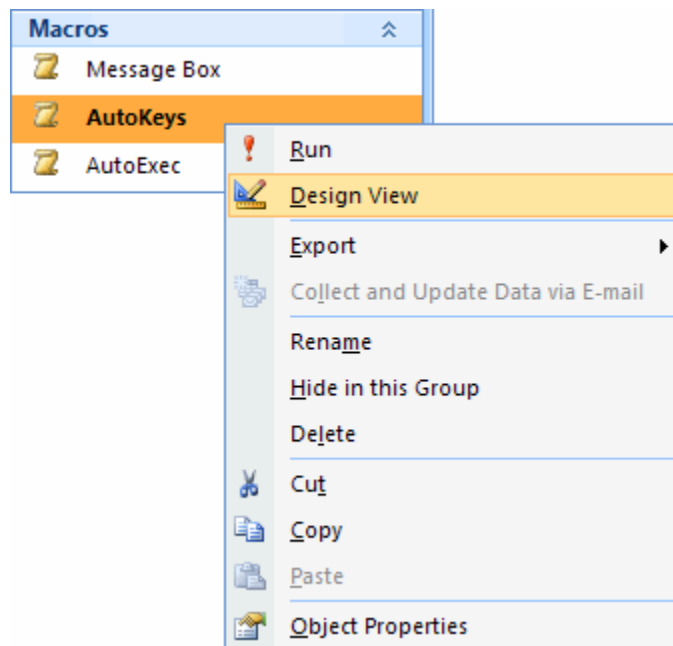 Macros
Message Box
AutoKeys
AutoExec
Run
Design View
Export
Collect and Update Data via E-mail
Rename
Hide in this Group
Delete
Cut
Copy
Paste
Object Properties